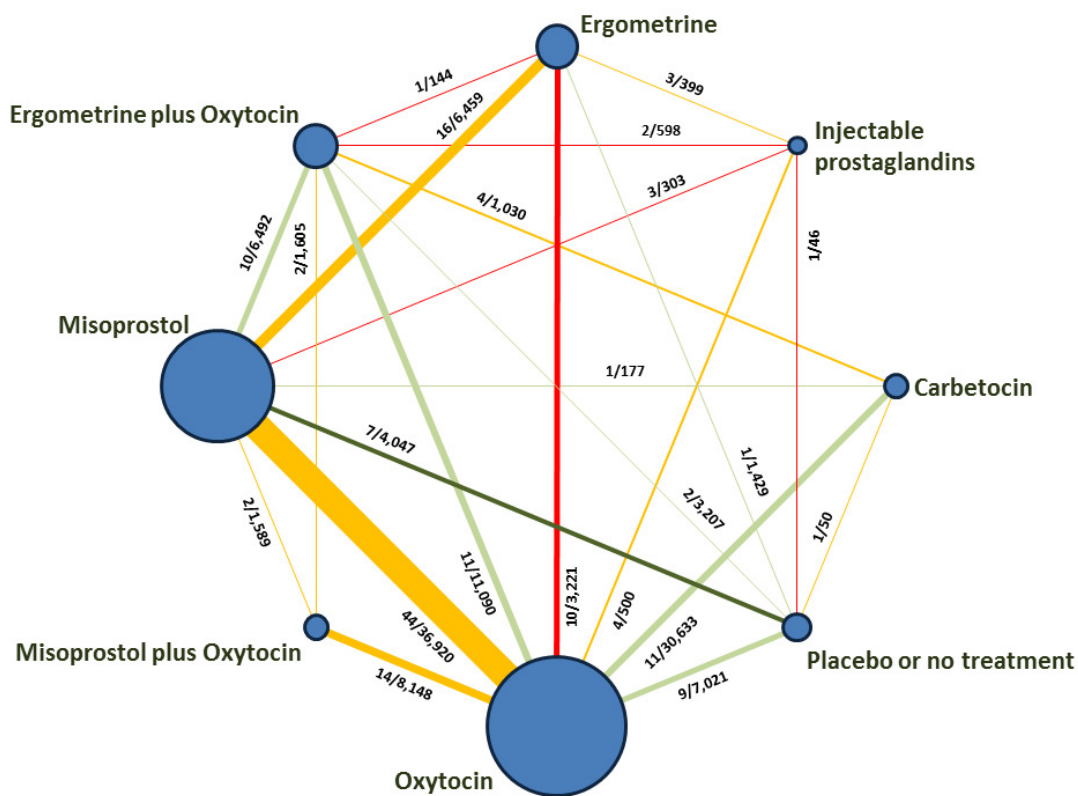 Ergometrine
1/144
16/6,459
3/399
Ergometrine plus Oxytocin
2/598
Injectable
prostaglandins
3/303
4/1,030
10/6,492
2/1,605
1/46
Misoprostol
1/177
Carbetocin
7/4,047
1/1,429
2/3,207
1/50
2/1,589
11/11,090
10/3,221
4/500
44/36,920
11/30,633
Misoprostol plus Oxytocin
Placebo or no treatment
14/8,148
9/7,021
Oxytocin